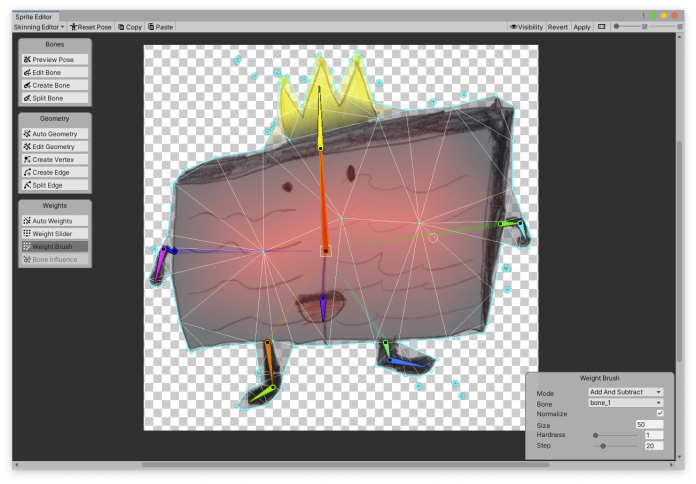 Sprite Editor
Skinning Editor Reset Pose Copy Paste Visibility Revert Apply
Bones
Preview Pose
Edit Bone
Create Bone
Split Bone
Geometry
Auto Geometry
Edit Geometry
Create Vertex
Create Edge
Split Edge
Weights
Auto Weights
Weight Slider
Weight Brush
Bone Influence
Weight Brush
Mode Add And Subtract
Bone bone_1
Normalize
Size 50
Hardness 1
Step 20